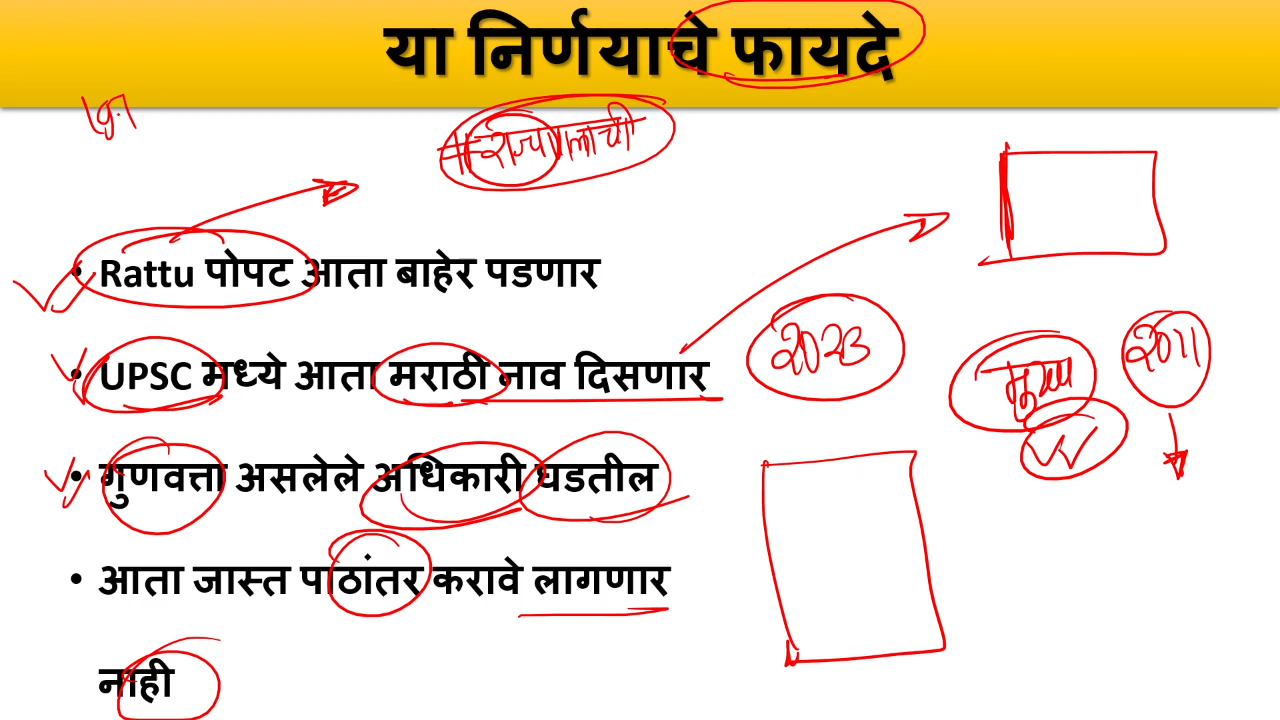 या निर्णयाचे फायदे
#राज्यपालाची
• Rattu पोपट आता बाहेर पडणार
• UPSC मध्ये आता मराठी नाव दिसणार
2023
• गुणवत्ता असलेले अधिकारी घडतील
• आता जास्त पाठांतर करावे लागणार
नाही